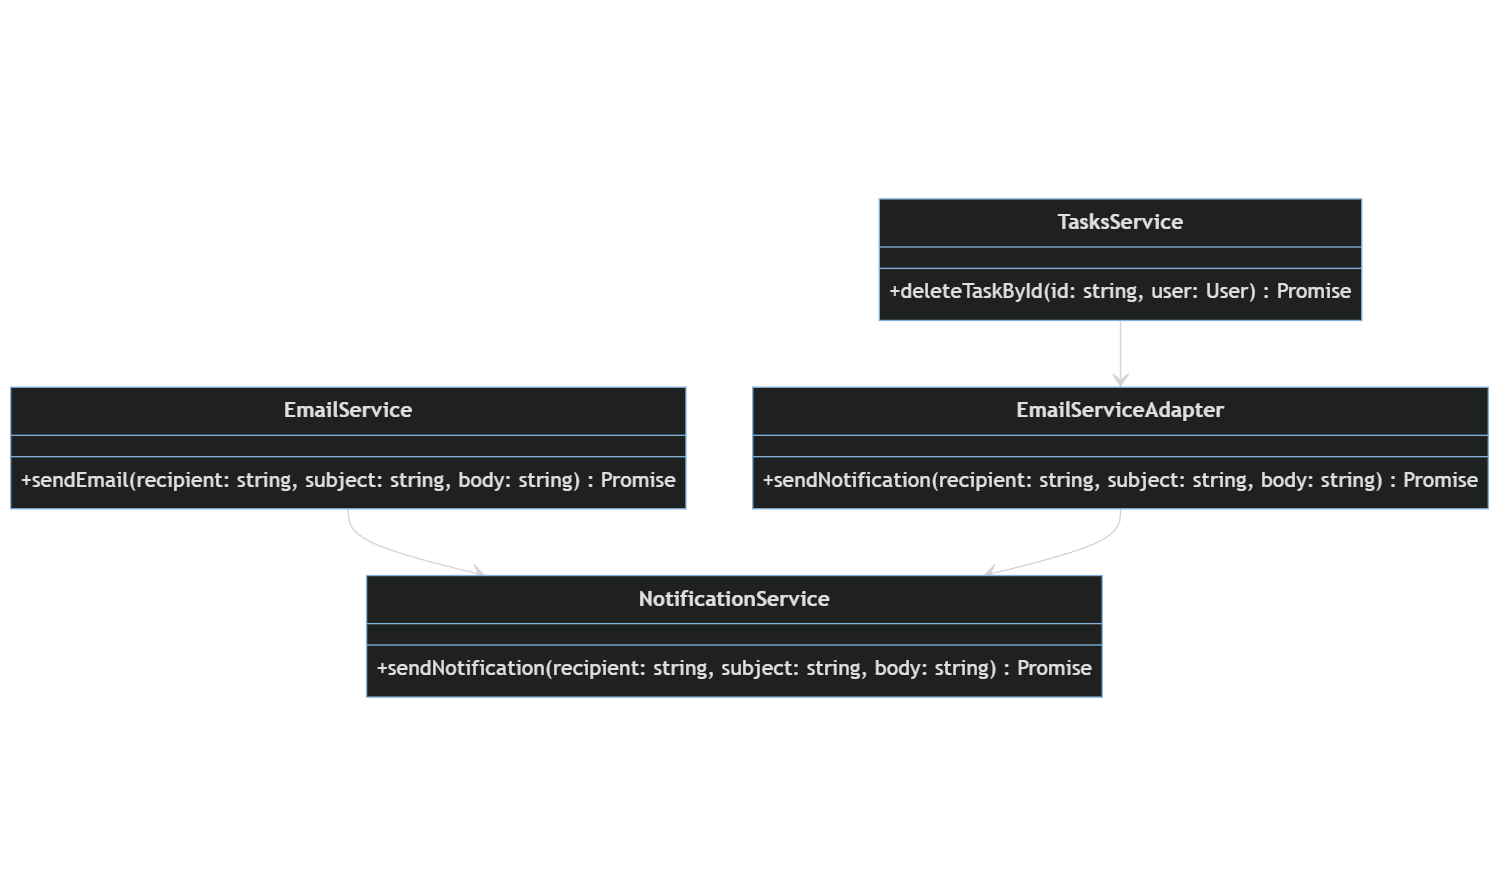 TasksService
+deleteTaskById(id: string, user: User) : Promise
EmailService
+sendEmail(recipient: string, subject: string, body: string) : Promise
EmailServiceAdapter
+sendNotification(recipient: string, subject: string, body: string) : Promise
NotificationService
+sendNotification(recipient: string, subject: string, body: string) : Promise